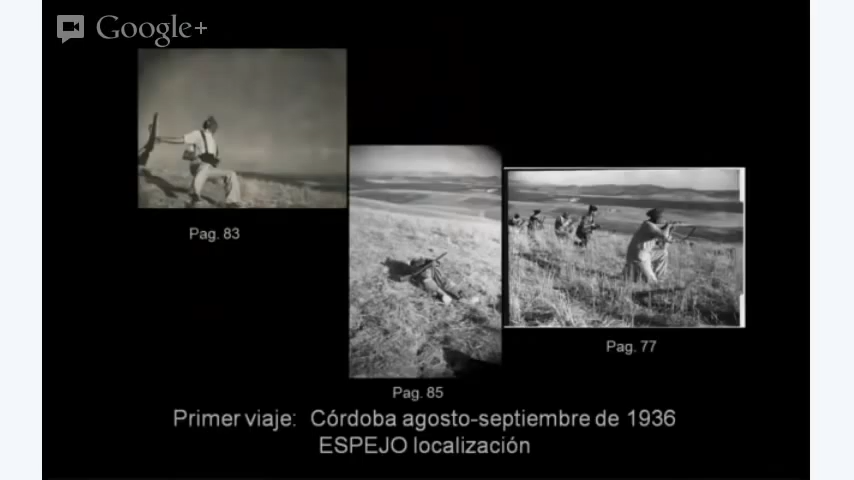 Google+
Pag. 83
Pag. 85
Pag. 77
Primer viaje: Córdoba agosto-septiembre de 1936
ESPEJO localización